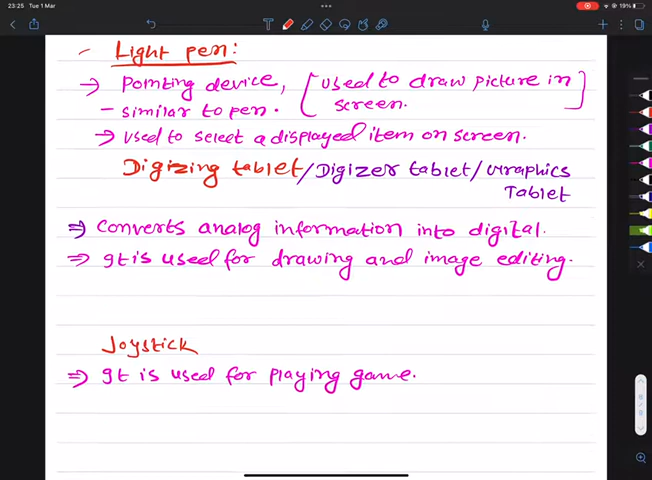 23:25 Tue 1 Mar
19%
- Light pen:
→ Pointing device, [used to draw picture in
- similar to pen. screen.]
→ used to select a displayed item on screen.
Digizing tablet/Digizer tablet/Graphics
Tablet
⇒ Converts analog information into digital.
⇒ It is used for drawing and image editing.
Joystick
⇒ It is used for playing game.